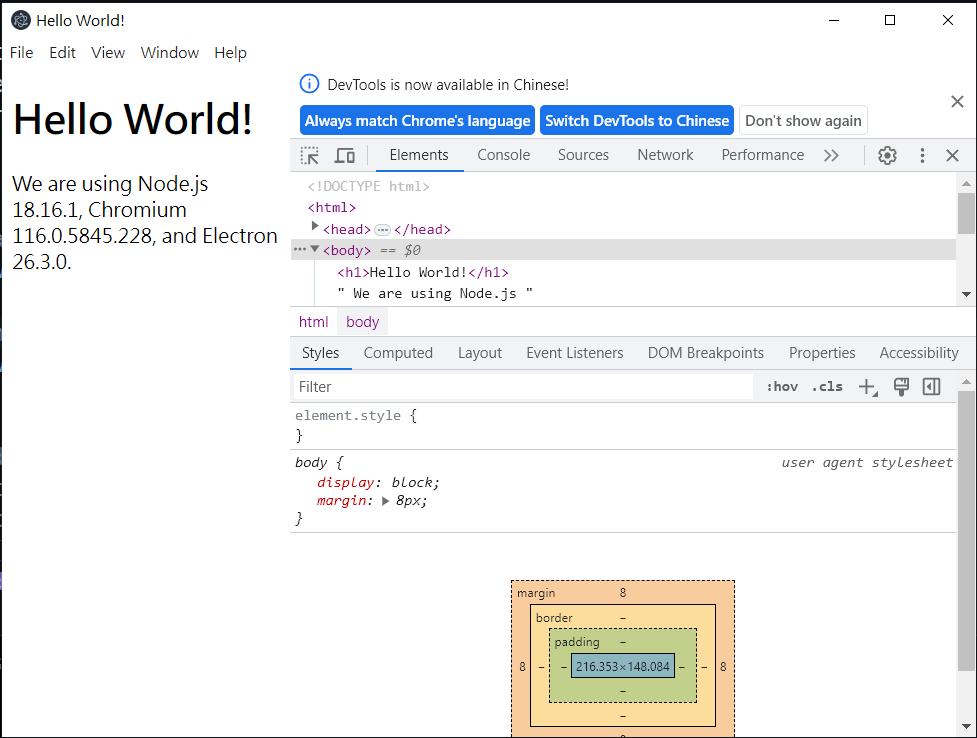 Hello World!
File Edit View Window Help
Hello World!
We are using Node.js
18.16.1, Chromium
116.0.5845.228, and Electron
26.3.0.
DevTools is now available in Chinese!
Always match Chrome's language Switch DevTools to Chinese Don't show again
Elements Console Sources Network Performance
<!DOCTYPE html>
<html>
<head> ⋯ </head>
<body> == $0
<h1>Hello World!</h1>
" We are using Node.js "
html body
Styles Computed Layout Event Listeners DOM Breakpoints Properties Accessibility
Filter :hov .cls
element.style {
}
body { user agent stylesheet
display: block;
margin: 8px;
}
margin 8
border –
padding –
8 – – 216.353×148.084 – – 8
–
–